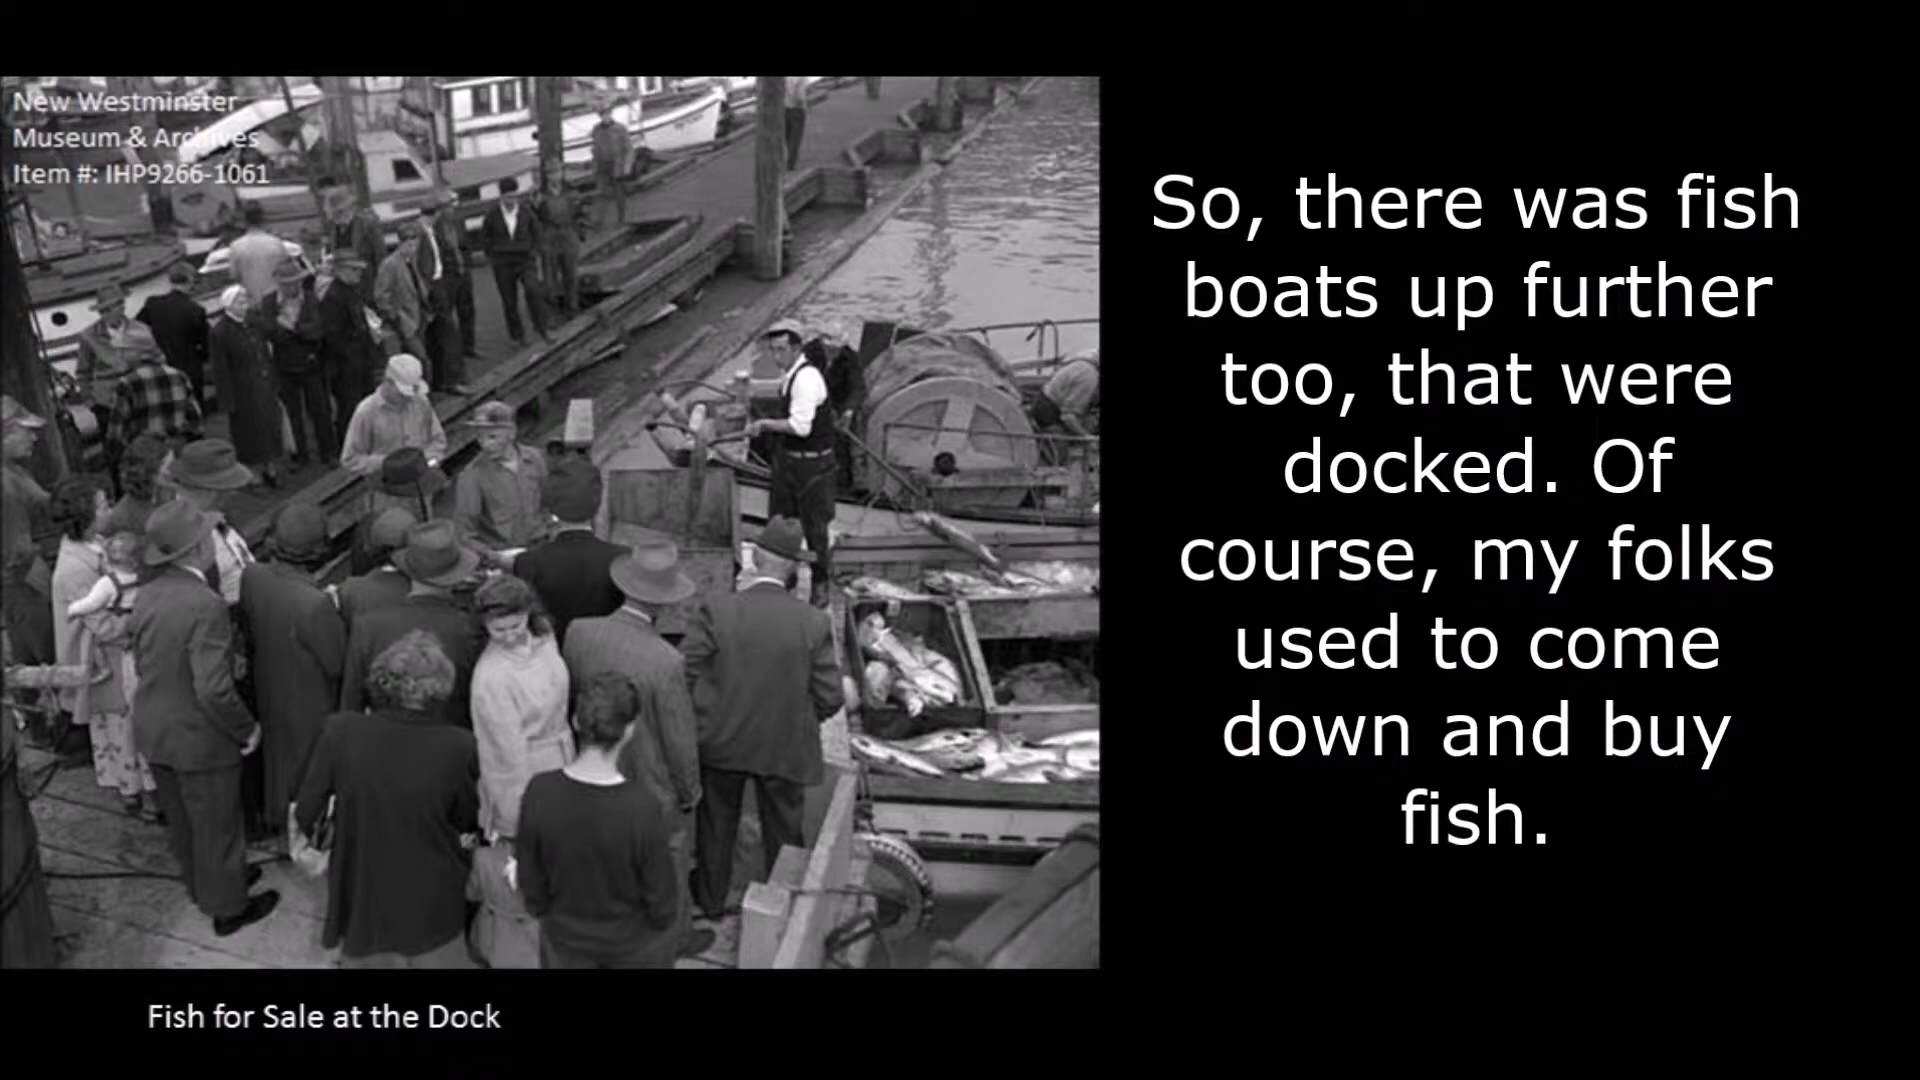 New Westminster
Museum & Archives
Item #: IHP9266-1061
So, there was fish
boats up further
too, that were
docked. Of
course, my folks
used to come
down and buy
fish.
Fish for Sale at the Dock